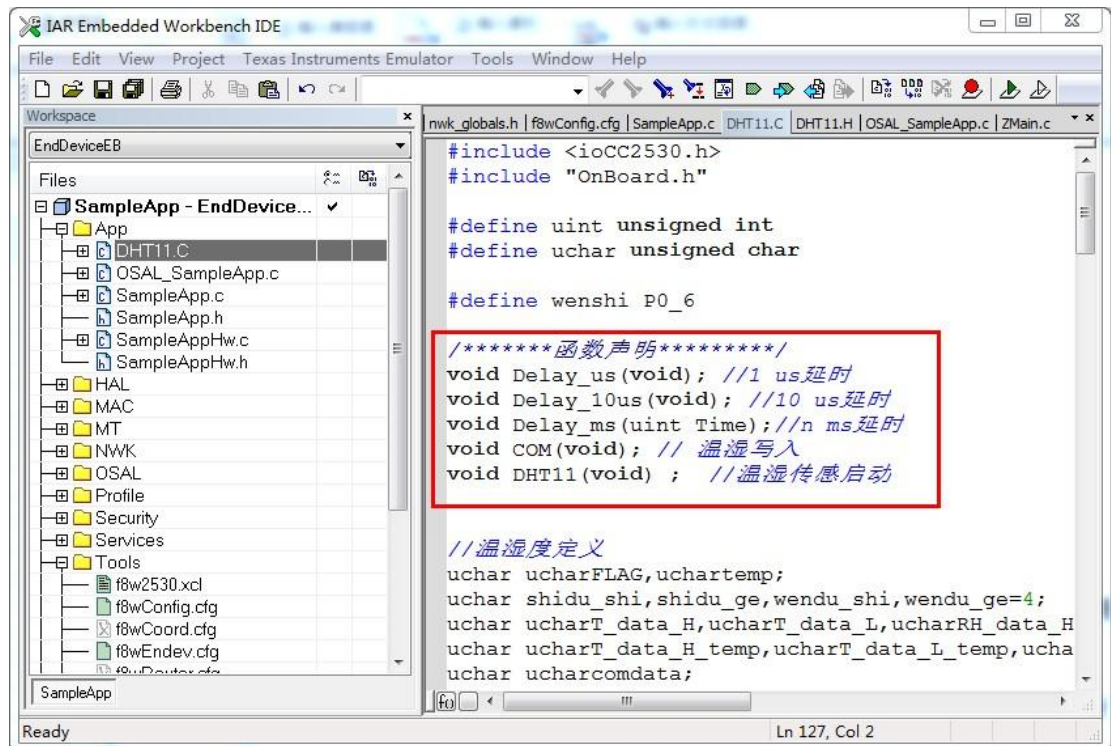 IAR Embedded Workbench IDE
File Edit View Project Texas Instruments Emulator Tools Window Help
Workspace
EndDeviceEB
Files
SampleApp - EndDevice...
App
DHT11.C
OSAL_SampleApp.c
SampleApp.c
SampleApp.h
SampleAppHw.c
SampleAppHw.h
HAL
MAC
MT
NWK
OSAL
Profile
Security
Services
Tools
f8w2530.xcl
f8wConfig.cfg
f8wCoord.cfg
f8wEndev.cfg
f8wRouter.cfg
SampleApp
nwk_globals.h | f8wConfig.cfg | SampleApp.c DHT11.C DHT11.H | OSAL_SampleApp.c | ZMain.c
#include <ioCC2530.h>
#include "OnBoard.h"
#define uint unsigned int
#define uchar unsigned char
#define wenshi P0_6
/*******函数声明*********/
void Delay_us(void); //1 us延时
void Delay_10us(void); //10 us延时
void Delay_ms(uint Time);//n ms延时
void COM(void); // 温湿写入
void DHT11(void) ; //温湿传感启动
//温湿度定义
uchar ucharFLAG,uchartemp;
uchar shidu_shi,shidu_ge,wendu_shi,wendu_ge=4;
uchar ucharT_data_H,ucharT_data_L,ucharRH_data_H
uchar ucharT_data_H_temp,ucharT_data_L_temp,ucha
uchar ucharcomdata;
Ready
Ln 127, Col 2